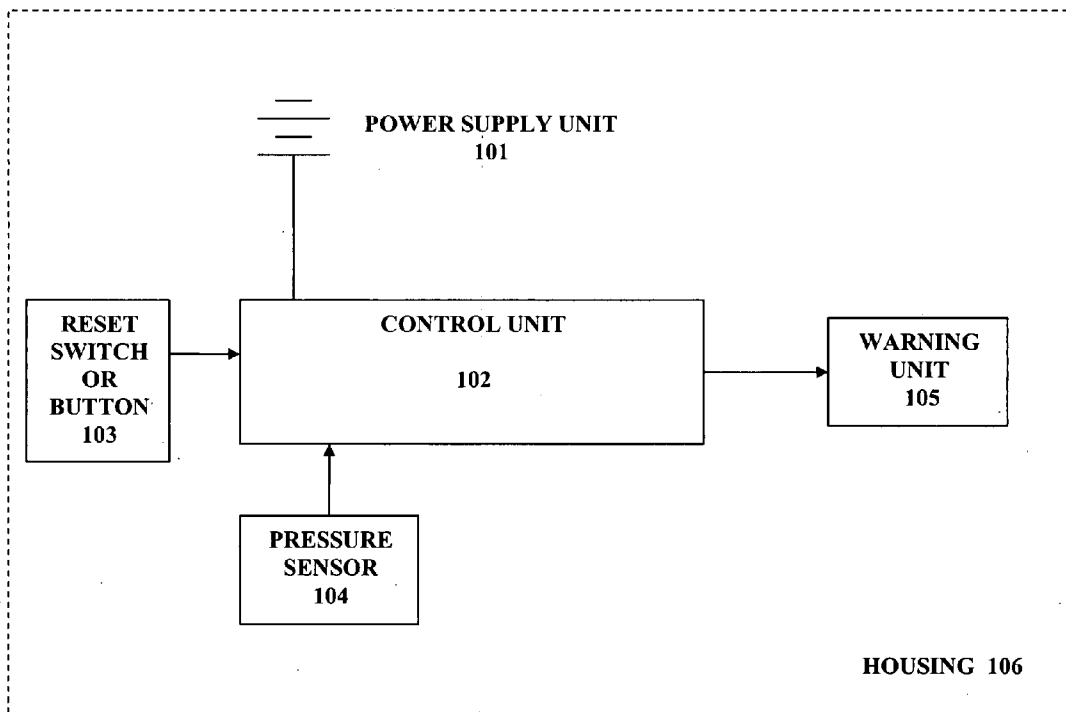 POWER SUPPLY UNIT
101
RESET
SWITCH
OR
BUTTON
103
CONTROL UNIT
102
WARNING
UNIT
105
PRESSURE
SENSOR
104
HOUSING 106